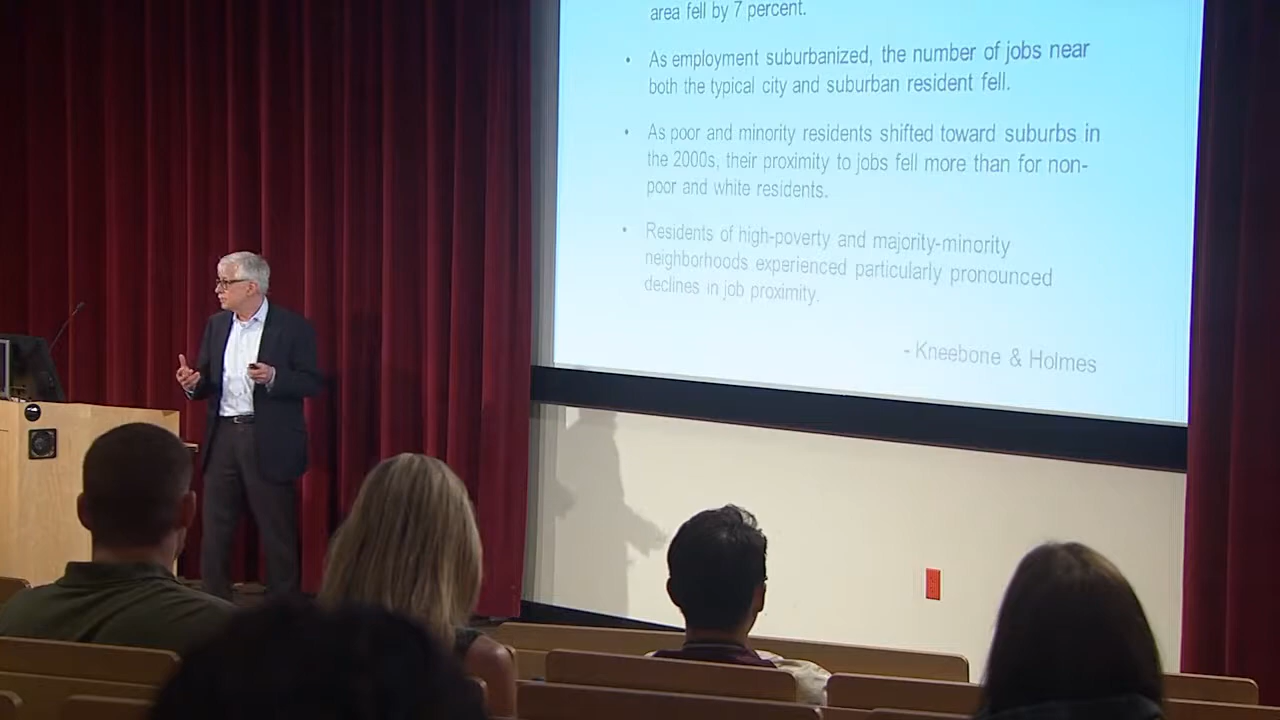 area fell by 7 percent.
• As employment suburbanized, the number of jobs near
both the typical city and suburban resident fell.
• As poor and minority residents shifted toward suburbs in
the 2000s, their proximity to jobs fell more than for non-
poor and white residents.
• Residents of high-poverty and majority-minority
neighborhoods experienced particularly pronounced
declines in job proximity.
- Kneebone & Holmes